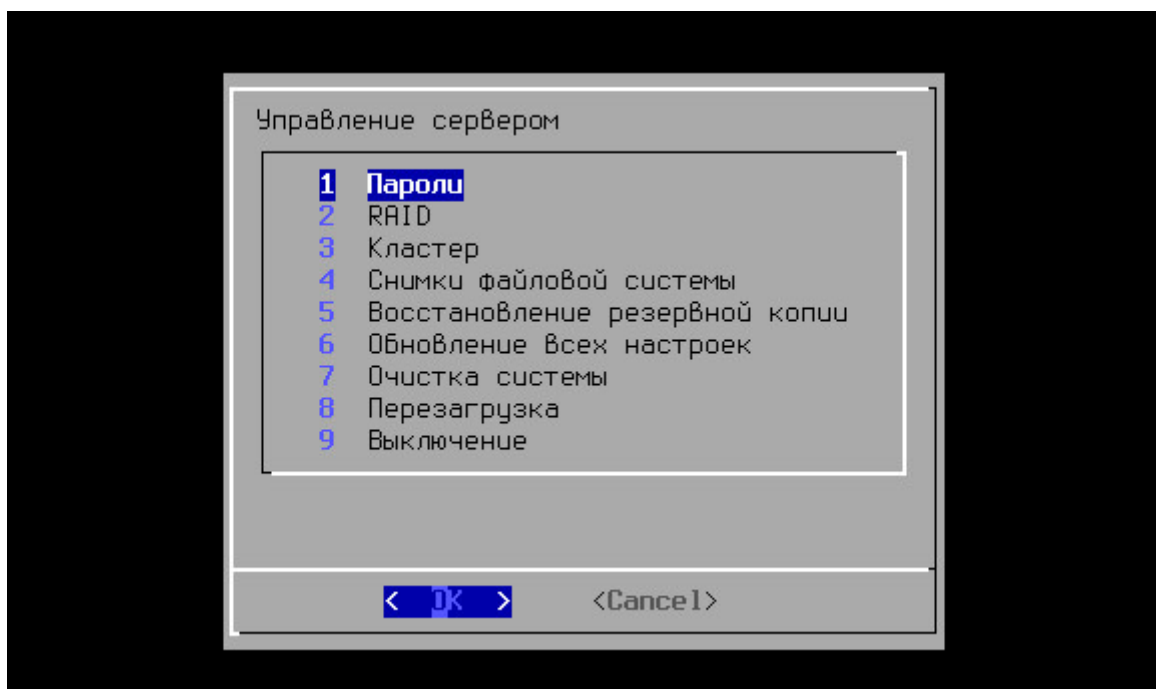 Управление сервером
1 Пароли
2 RAID
3 Кластер
4 Снимки файловой системы
5 Восстановление резервной копии
6 Обновление всех настроек
7 Очистка системы
8 Перезагрузка
9 Выключение
< OK > <Cancel>